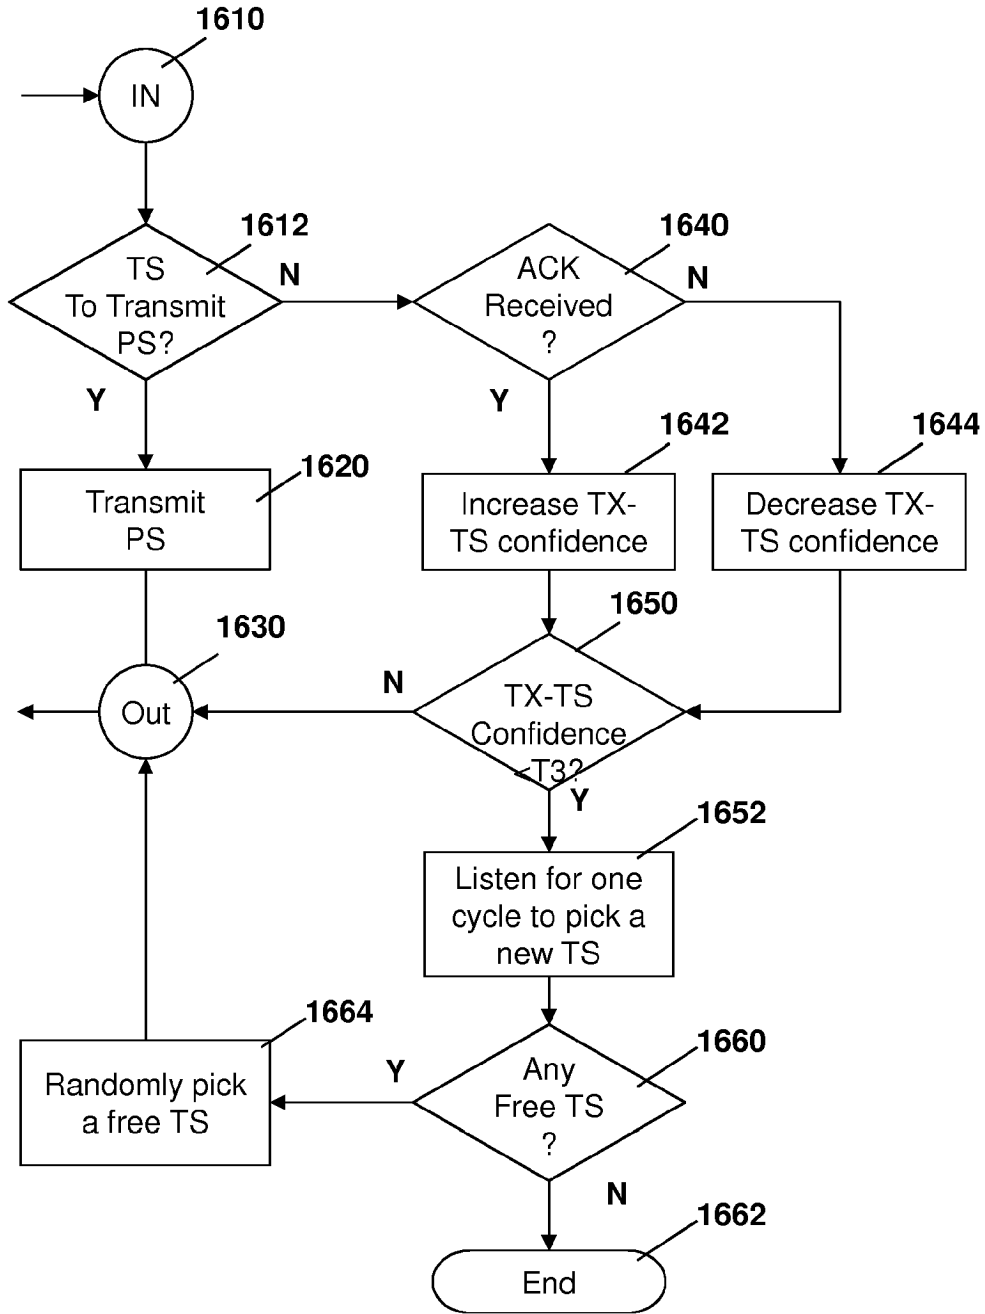 1610
IN
1612
TS
To Transmit
PS?
N
Y
1640
ACK
Received
?
N
Y
1620
Transmit
PS
1642
Increase TX-
TS confidence
1644
Decrease TX-
TS confidence
1630
Out
1650
TX-TS
Confidence
<T3?
N
Y
1652
Listen for one
cycle to pick a
new TS
1664
Randomly pick
a free TS
1660
Any
Free TS
?
Y
N
1662
End